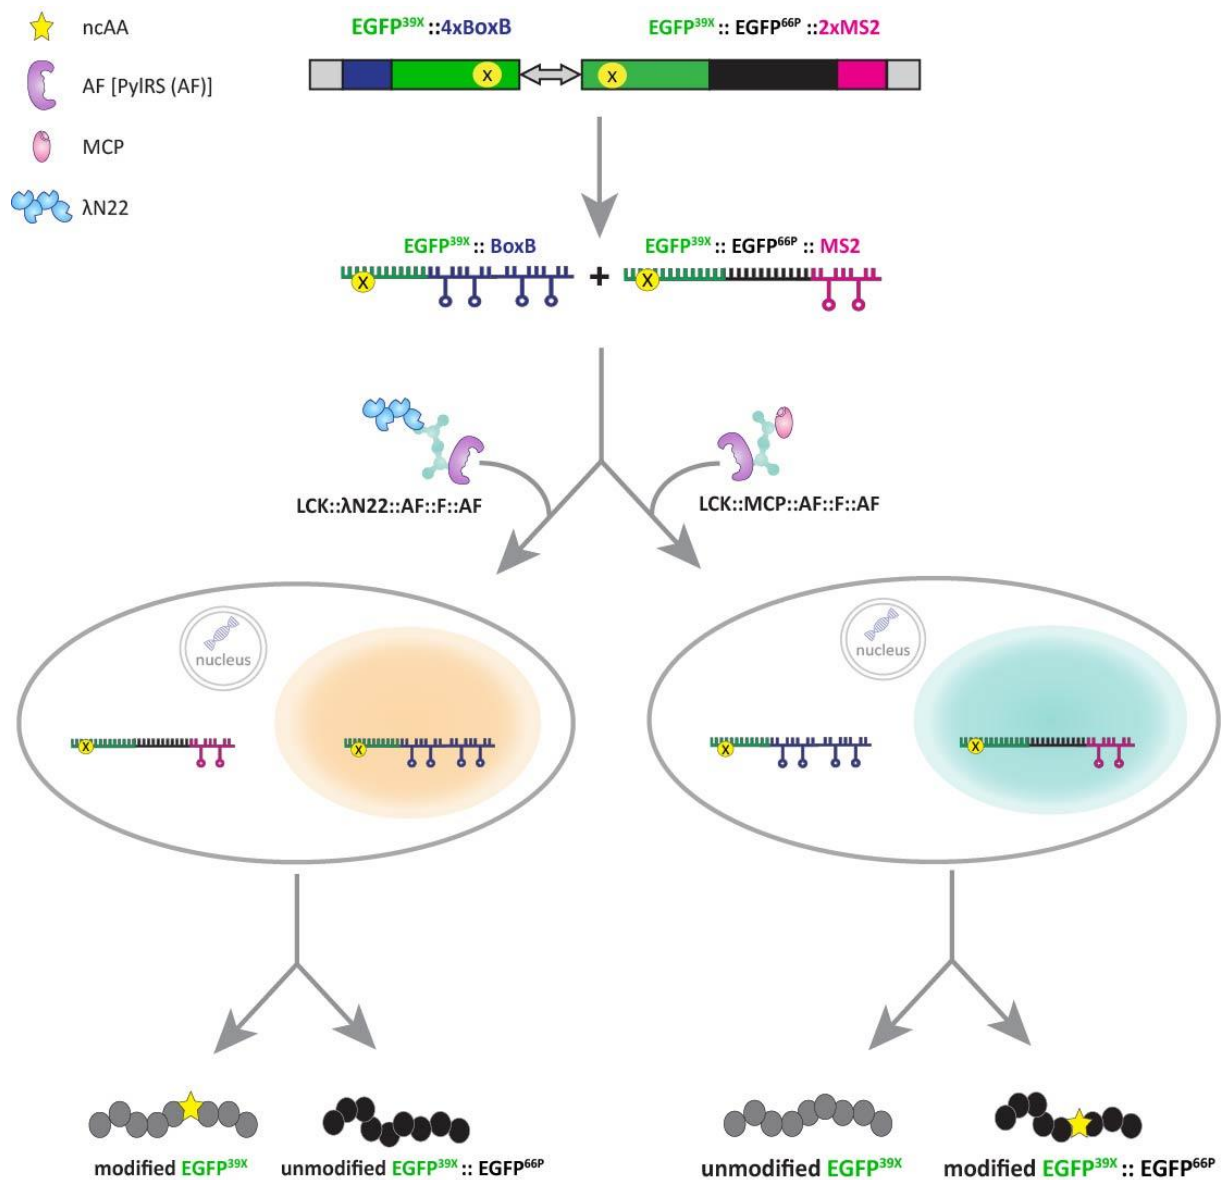 ncAA
AF [PylRS (AF)]
MCP
λN22
EGFP³⁹ˣ ::4xBoxB
EGFP³⁹ˣ :: EGFP⁶⁶ᴾ ::2xMS2
X
X
EGFP³⁹ˣ :: BoxB
EGFP³⁹ˣ :: EGFP⁶⁶ᴾ :: MS2
X
+
X
LCK::λN22::AF::F::AF
LCK::MCP::AF::F::AF
nucleus
nucleus
X
X
X
X
modified EGFP³⁹ˣ
unmodified EGFP³⁹ˣ :: EGFP⁶⁶ᴾ
unmodified EGFP³⁹ˣ
modified EGFP³⁹ˣ :: EGFP⁶⁶ᴾ